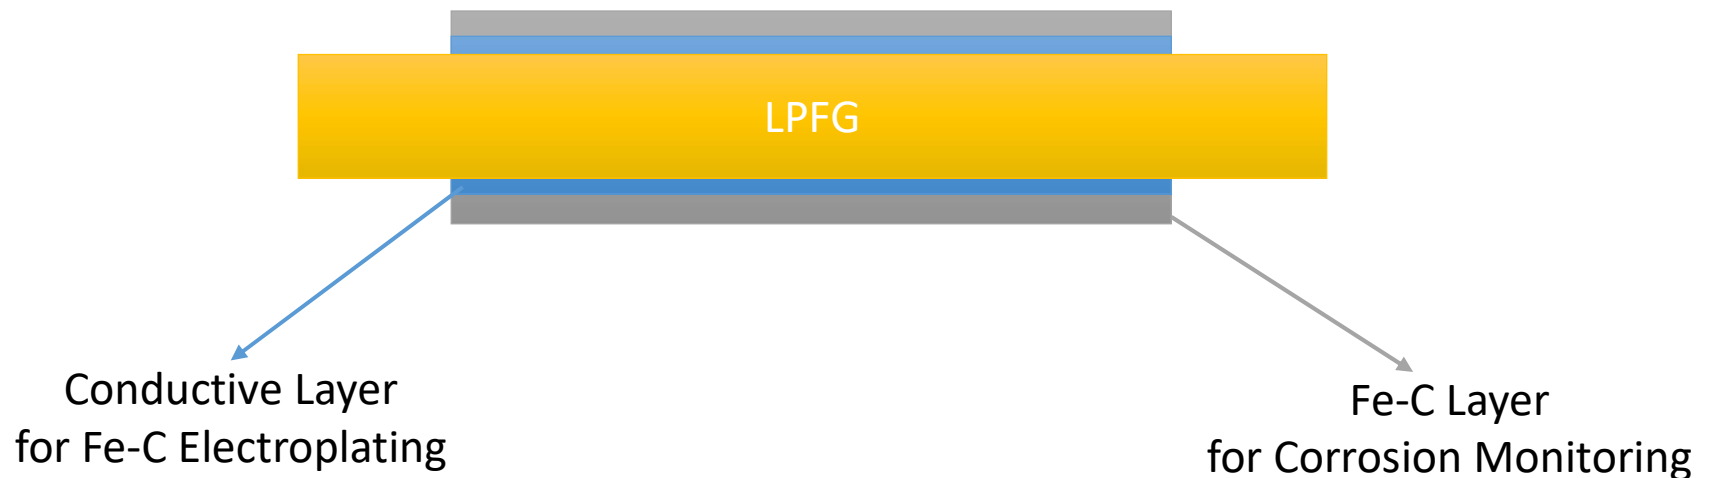 LPFG
Conductive Layer
for Fe-C Electroplating
Fe-C Layer
for Corrosion Monitoring